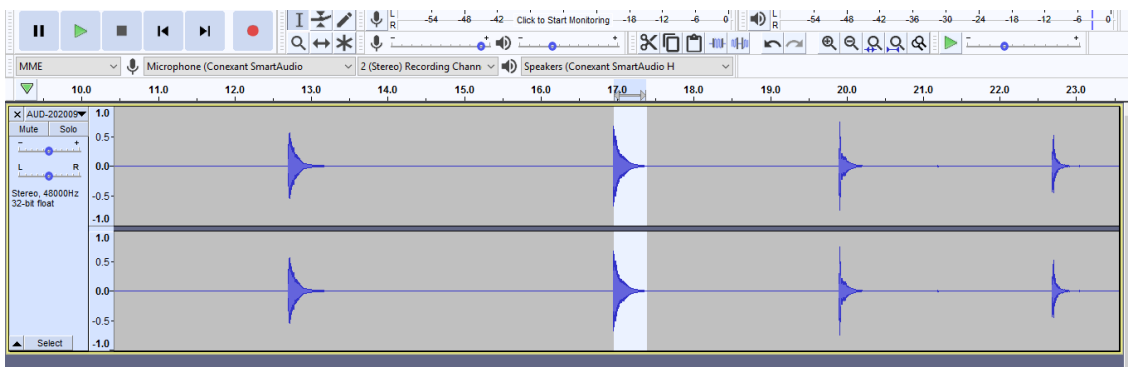 L
R
-54 -48 -42 Click to Start Monitoring -18 -12 -6 0
L
R
-54 -48 -42 -36 -30 -24 -18 -12 -6 0
- +
- +
- +
MME
Microphone (Conexant SmartAudio
2 (Stereo) Recording Chann
Speakers (Conexant SmartAudio H
10.0 11.0 12.0 13.0 14.0 15.0 16.0 17.0 18.0 19.0 20.0 21.0 22.0 23.0
AUD-202009
Mute Solo
- +
L R
Stereo, 48000Hz
32-bit float
Select
1.0
0.5
0.0
-0.5
-1.0
1.0
0.5
0.0
-0.5
-1.0